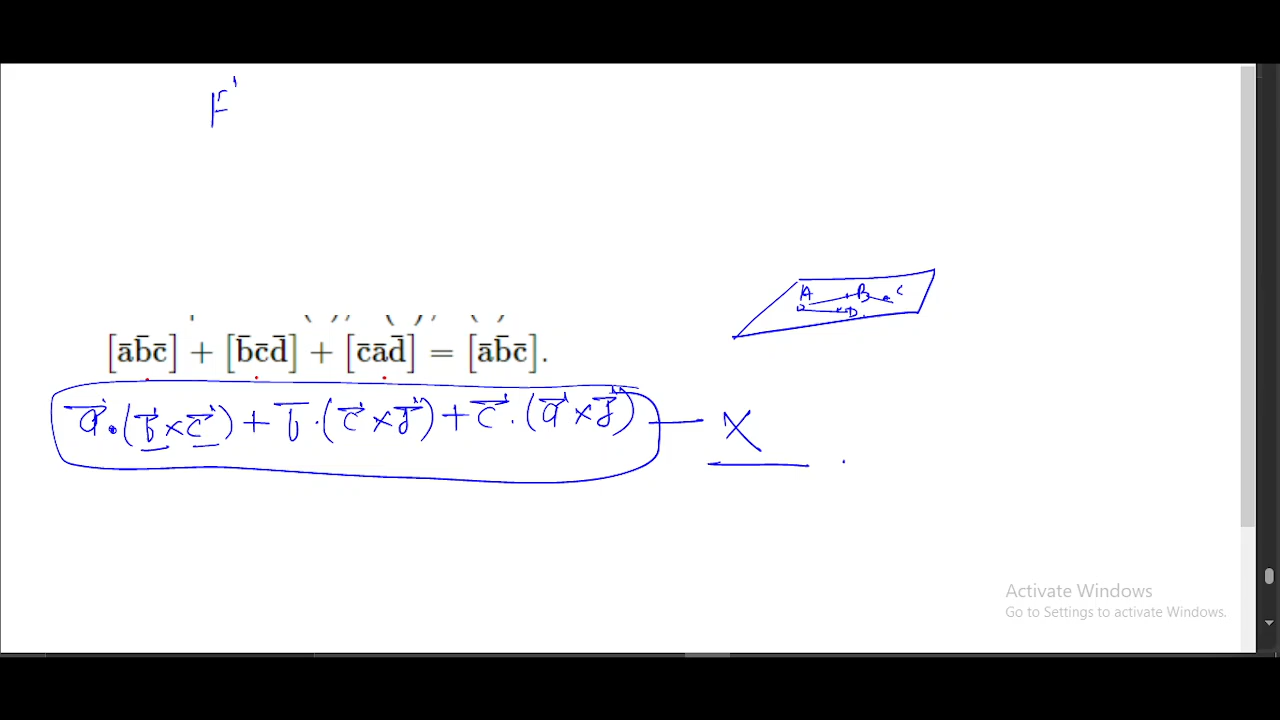 F'
A B C
D
[āb̄c̄] + [b̄c̄d̄] + [c̄ād̄] = [āb̄c̄].
a⃗.(b⃗×c⃗)+b̄.(c⃗×d⃗)+c⃗.(a⃗×d⃗) — X
Activate Windows
Go to Settings to activate Windows.